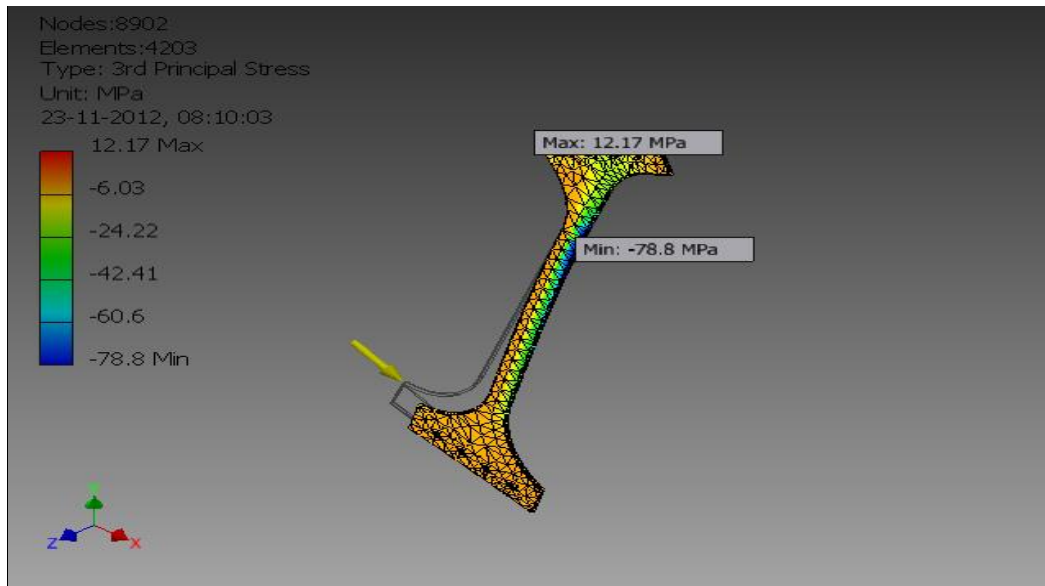 Nodes:8902
Elements:4203
Type: 3rd Principal Stress
Unit: MPa
23-11-2012, 08:10:03
12.17 Max
-6.03
-24.22
-42.41
-60.6
-78.8 Min
Max: 12.17 MPa
Min: -78.8 MPa
Y
Z
X